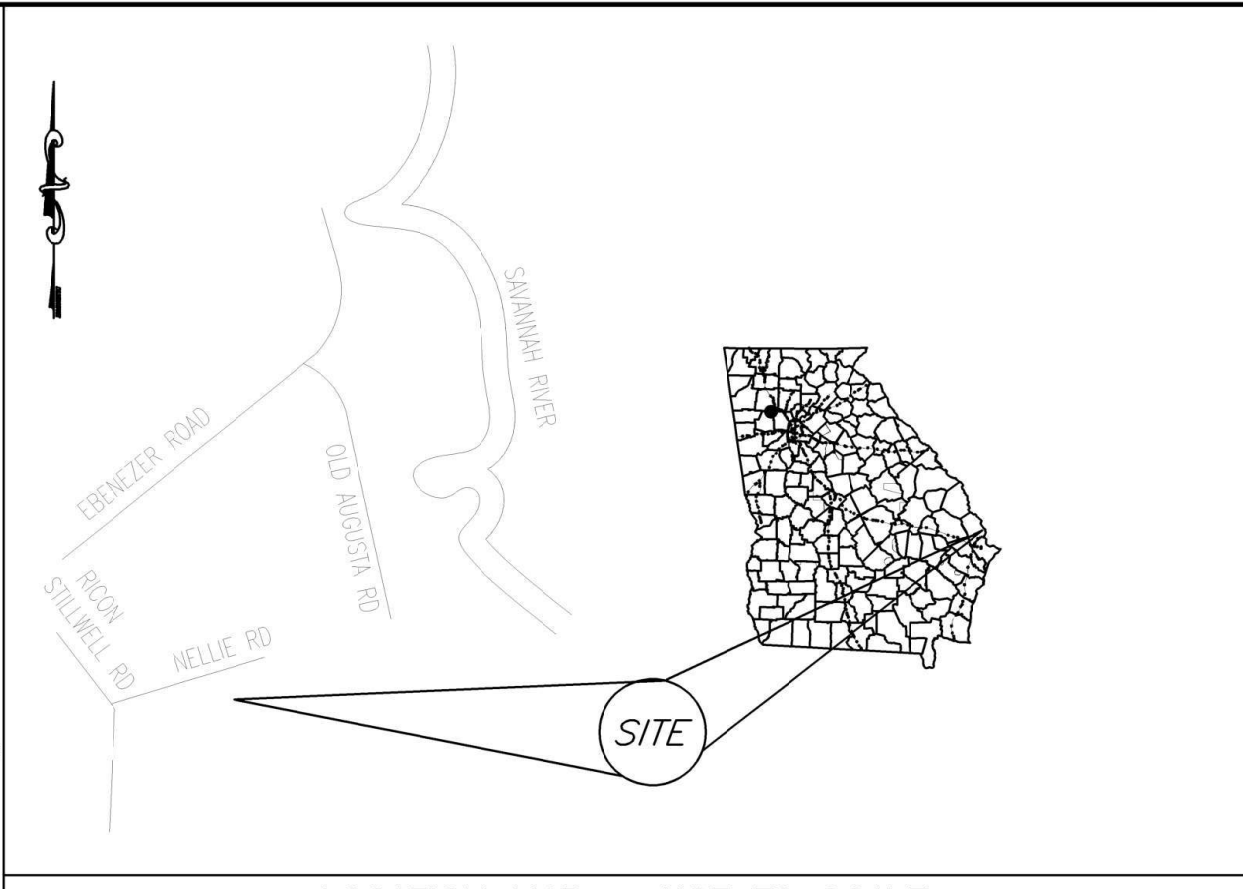 SAVANNAH RIVER
EBENEZER ROAD
OLD AUGUSTA RD
RICON
STILLWELL RD
NELLIE RD
SITE